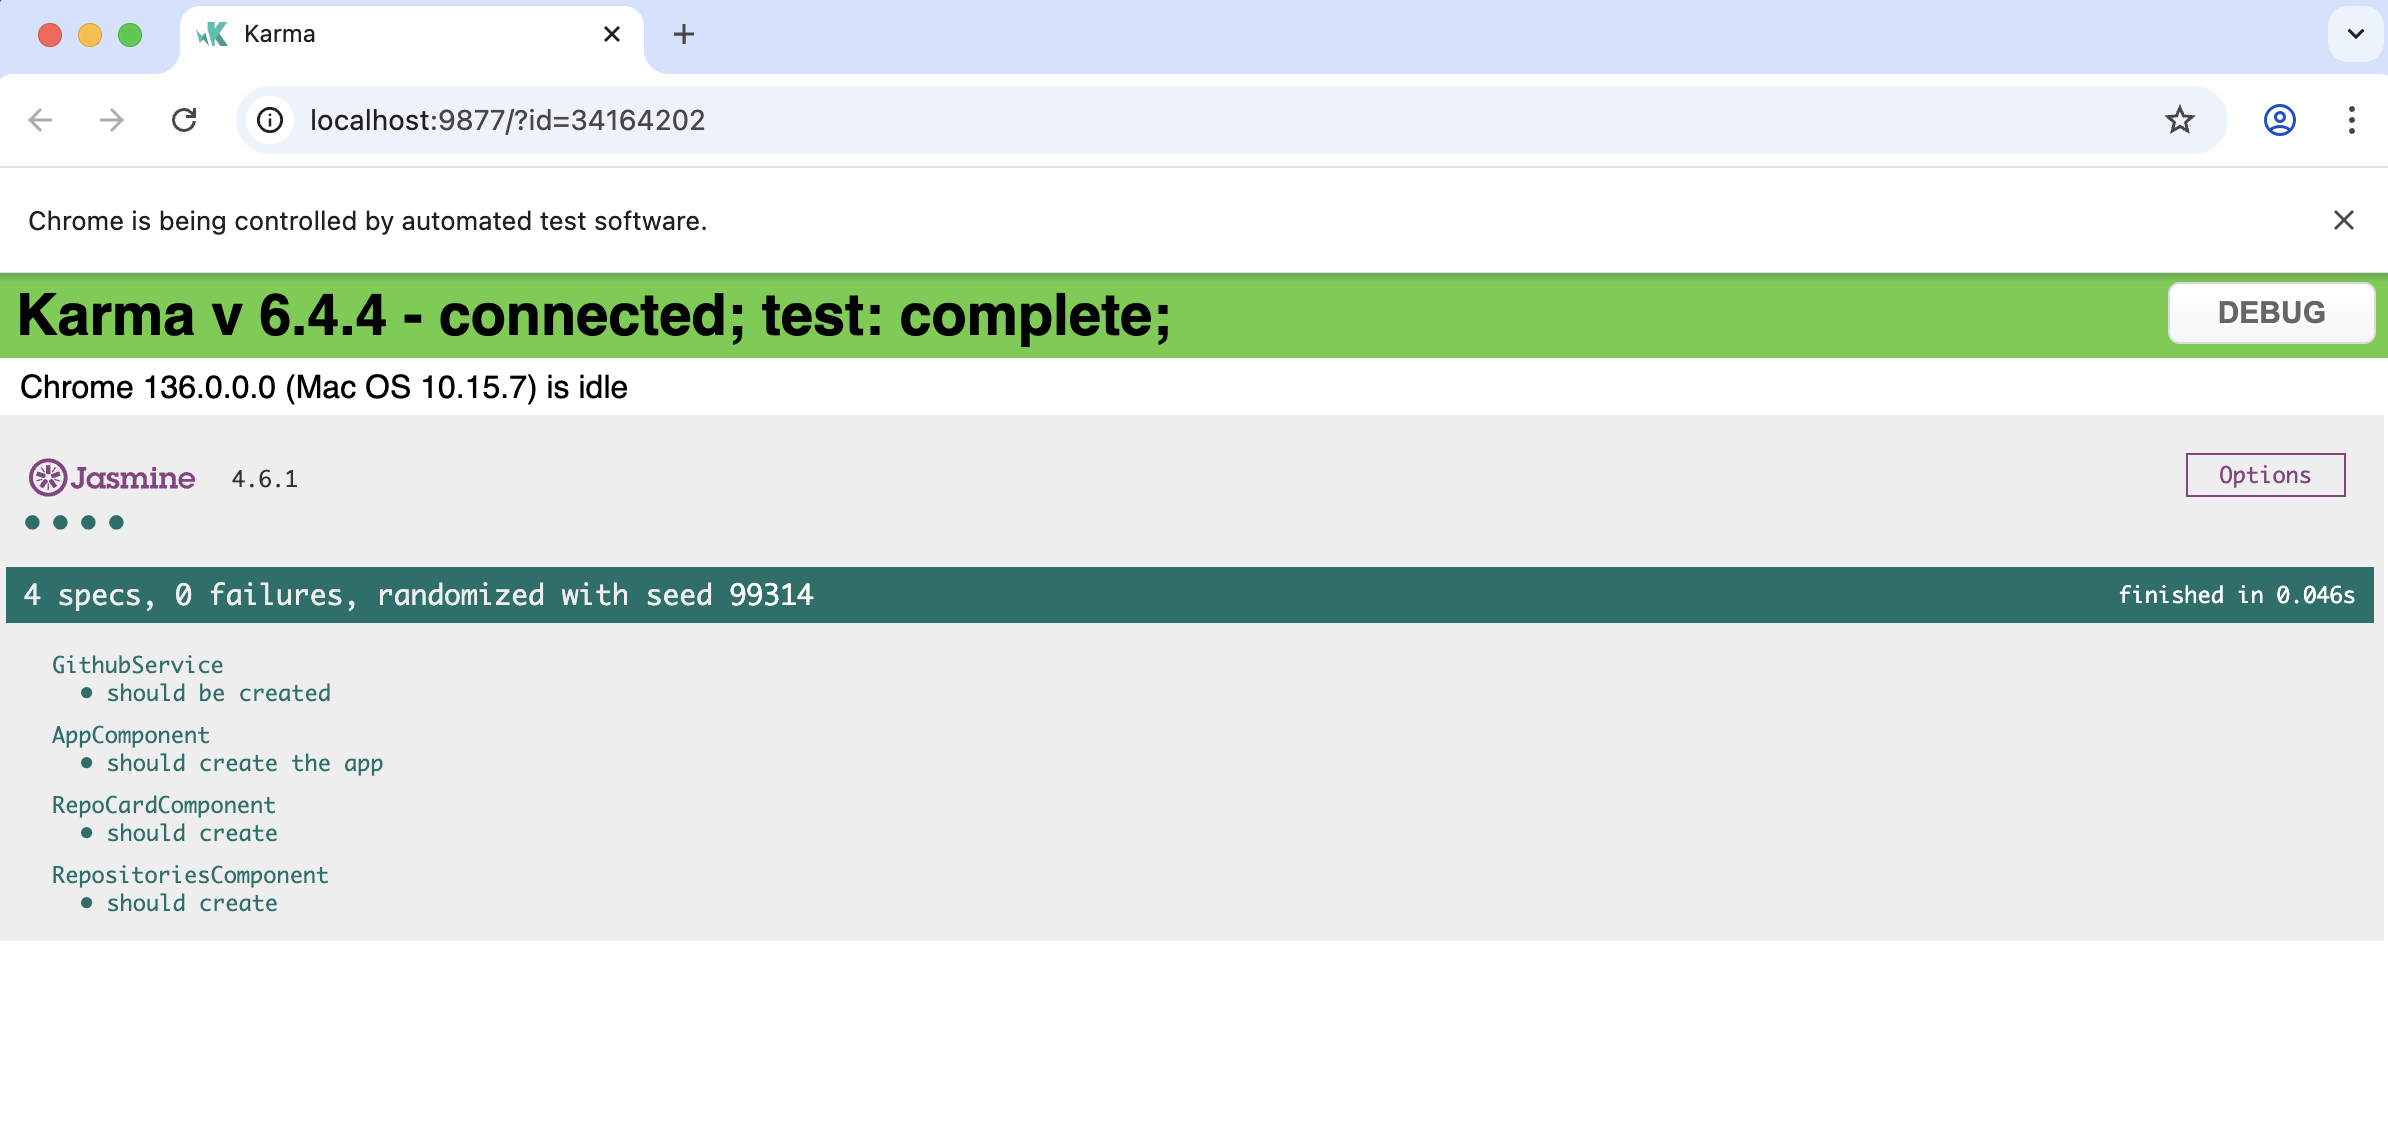 Karma
localhost:9877/?id=34164202
Chrome is being controlled by automated test software.
Karma v 6.4.4 - connected; test: complete;
DEBUG
Chrome 136.0.0.0 (Mac OS 10.15.7) is idle
Jasmine 4.6.1
Options
4 specs, 0 failures, randomized with seed 99314
finished in 0.046s
GithubService
• should be created
AppComponent
• should create the app
RepoCardComponent
• should create
RepositoriesComponent
• should create